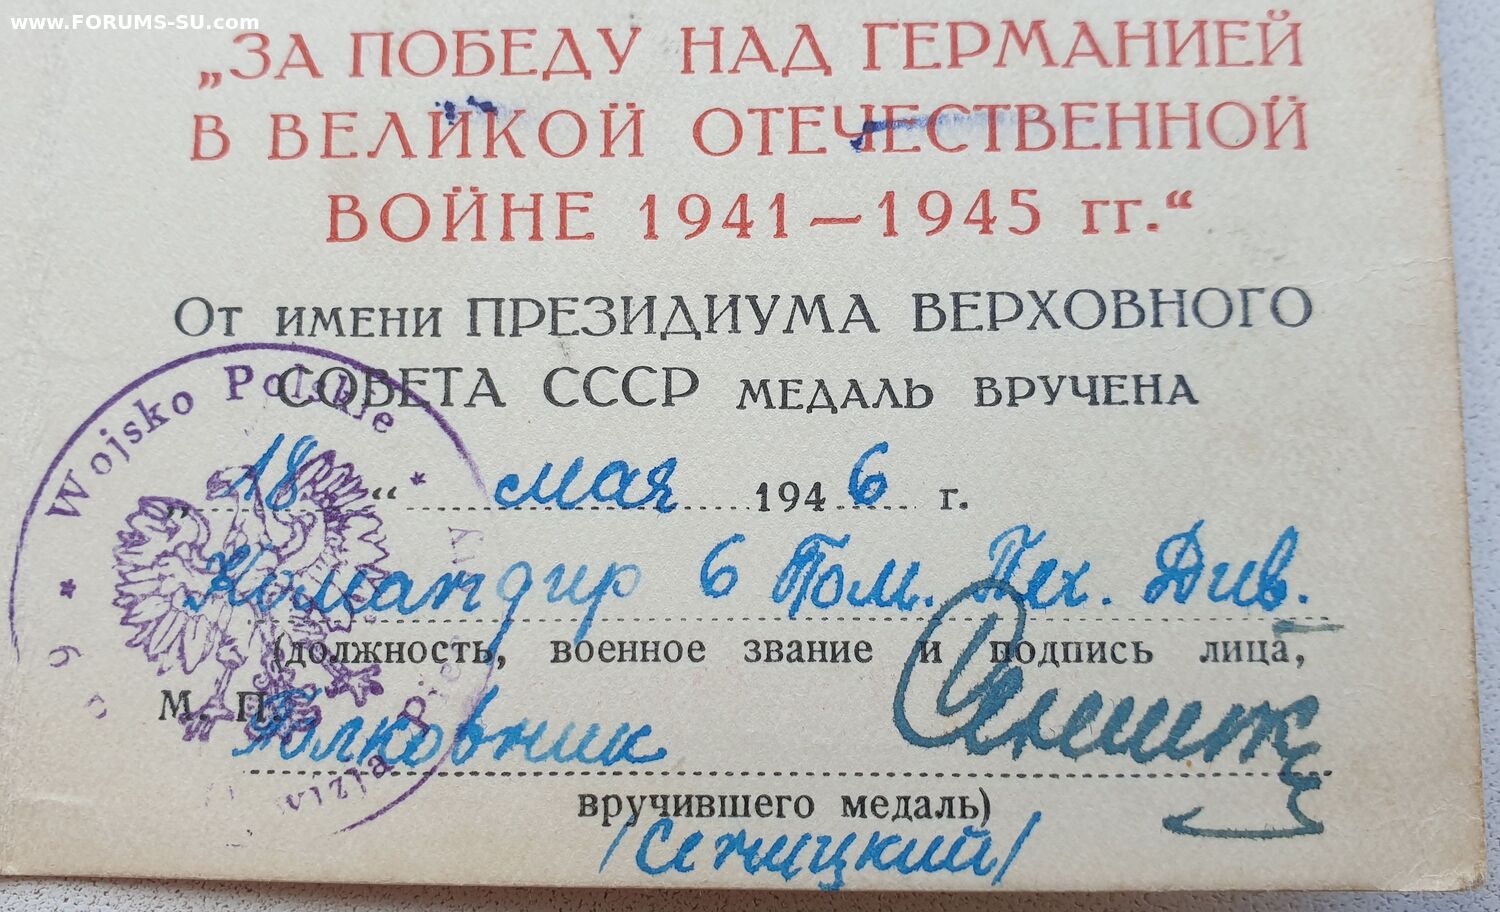 www.FORUMS-SU.com
„ЗА ПОБЕДУ НАД ГЕРМАНИЕЙ
В ВЕЛИКОЙ ОТЕЧЕСТВЕННОЙ
ВОЙНЕ 1941—1945 гг.“
От имени ПРЕЗИДИУМА ВЕРХОВНОГО
СОВЕТА СССР МЕДАЛЬ ВРУЧЕНА
Wojsko Polskie
„18“ мая 1946 г.
Командир 6 Пол. Пех. Див.
(должность, военное звание и подпись лица,
М. П.
Полковник
вручившего медаль)